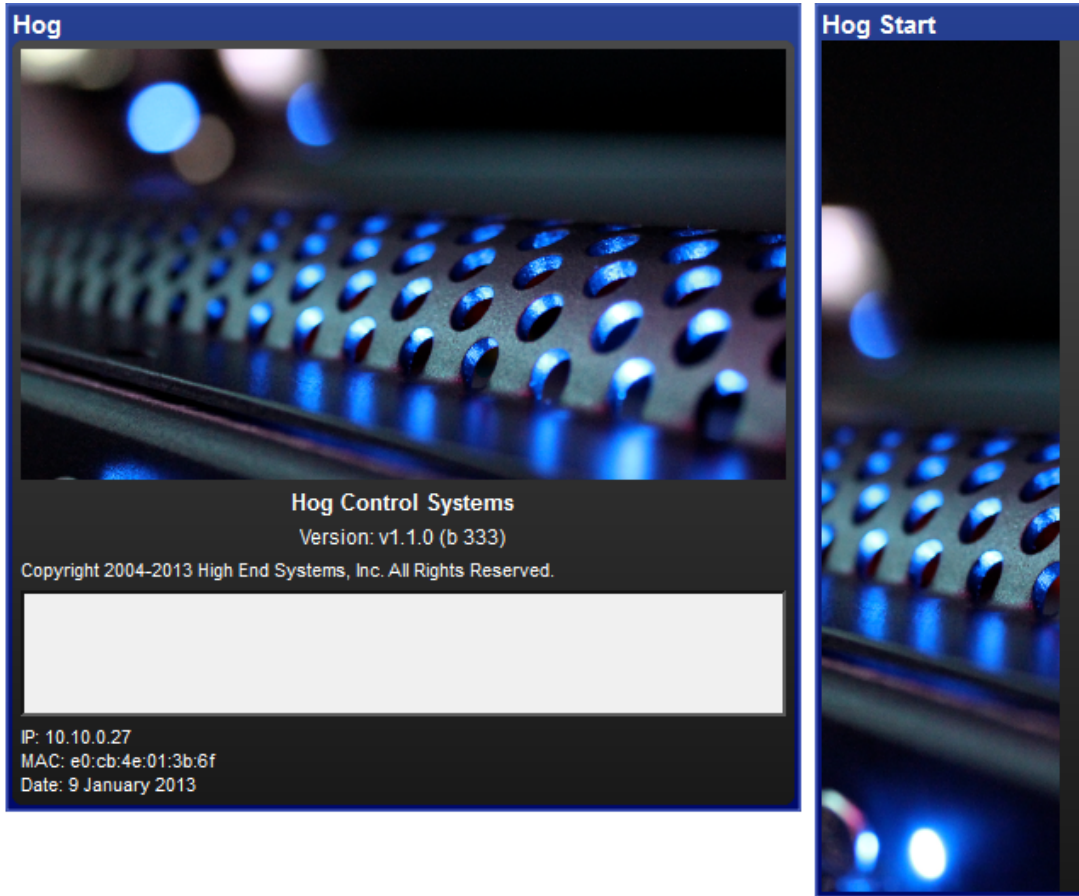 Hog
Hog Control Systems
Version: v1.1.0 (b 333)
Copyright 2004-2013 High End Systems, Inc. All Rights Reserved.
IP: 10.10.0.27
MAC: e0:cb:4e:01:3b:6f
Date: 9 January 2013
Hog Start